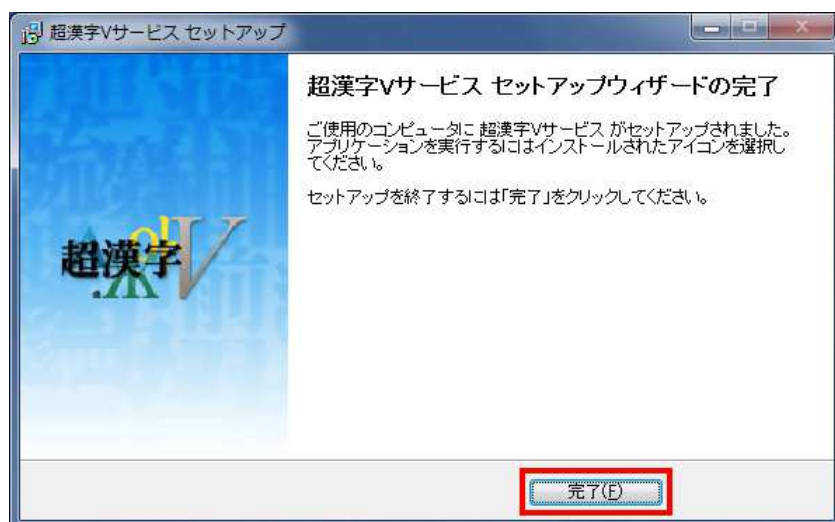 超漢字Vサービス セットアップ
超漢字Vサービス セットアップウィザードの完了
ご使用のコンピュータに 超漢字Vサービス がセットアップされました。
アプリケーションを実行するにはインストールされたアイコンを選択し
てください。
セットアップを終了するには「完了」をクリックしてください。
超漢字V
完了(F)